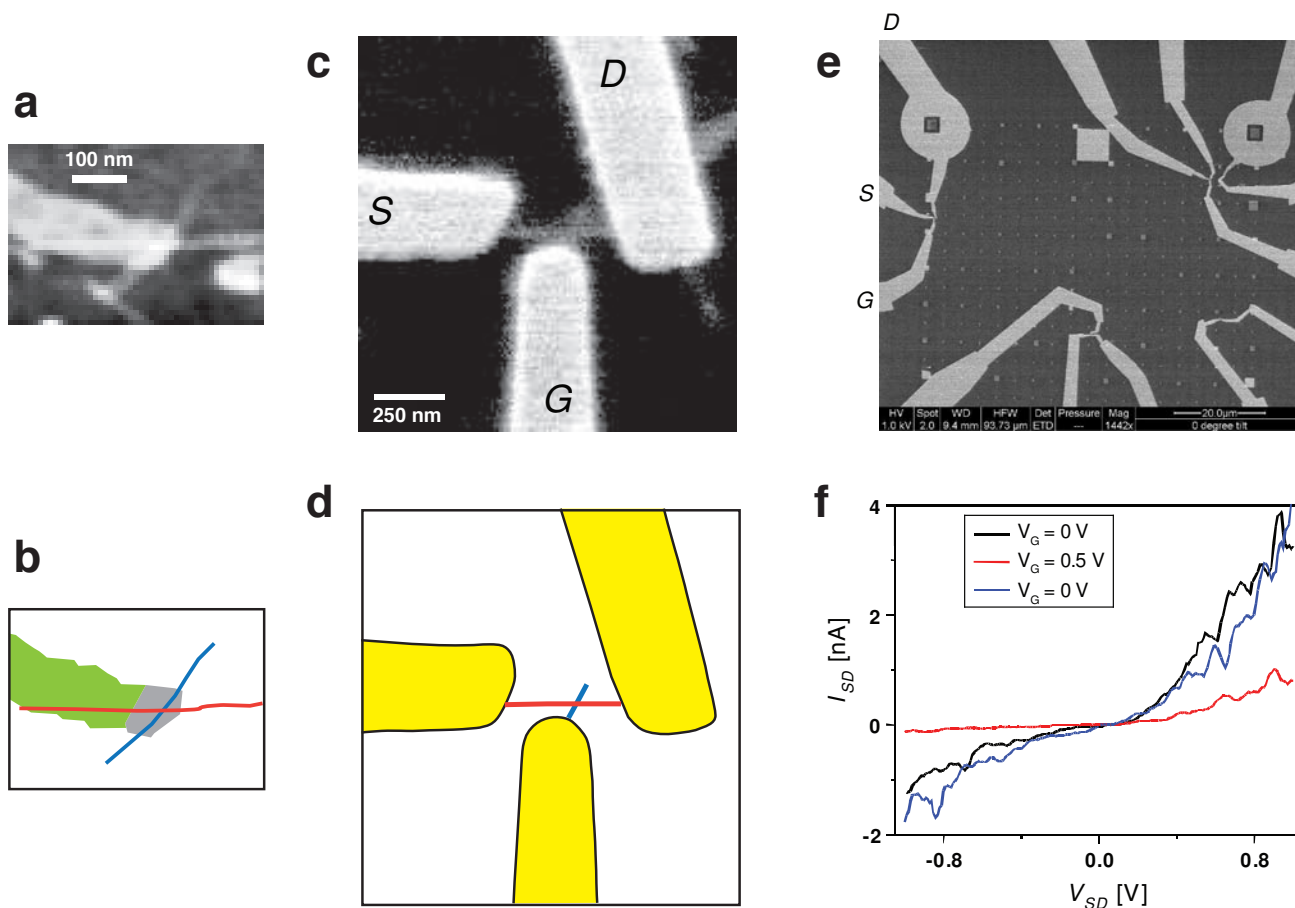 a
100 nm
b
c
D
S
G
250 nm
d
D
e
S
G
HV Spot WD HFW Det Pressure Mag 20.0µm
1.0 kV 2.0 9.4 mm 93.73 µm ETD --- 1442x 0 degree tilt
f
4
2
0
-2
I_SD [nA]
V_G = 0 V
V_G = 0.5 V
V_G = 0 V
-0.8 0.0 0.8
V_SD [V]